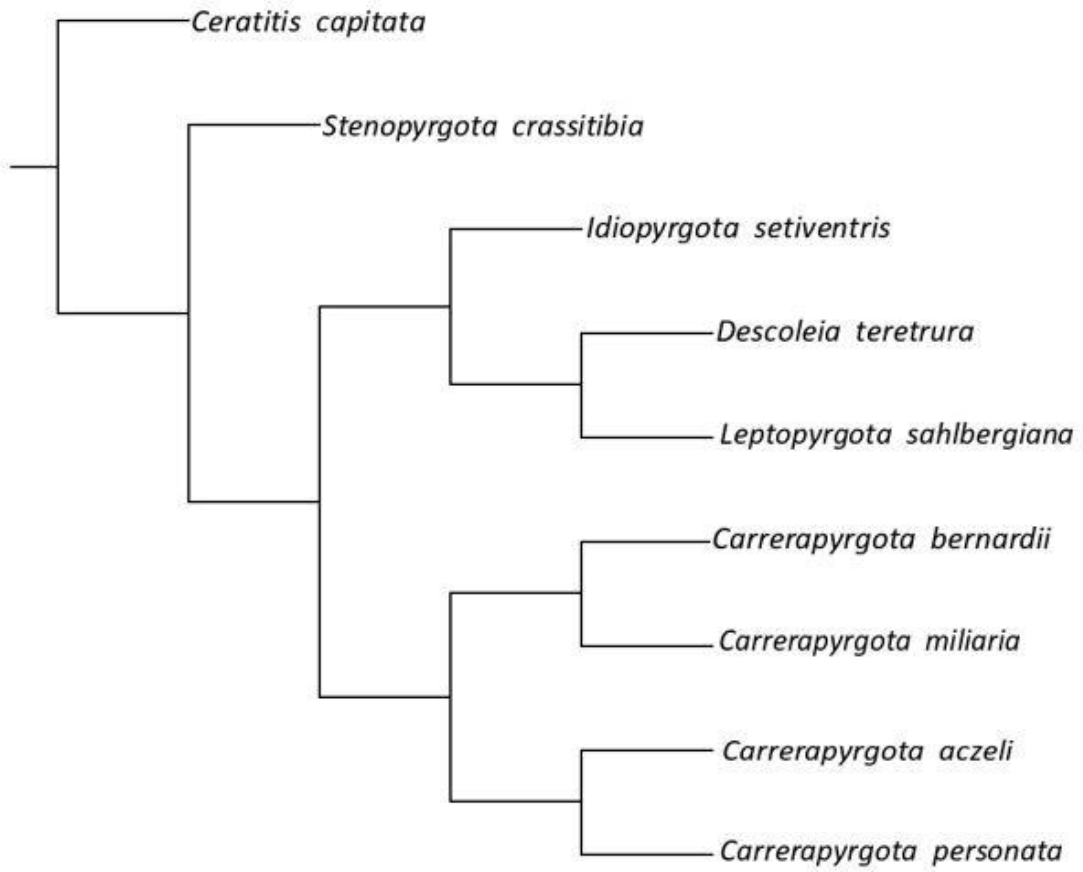 Ceratitis capitata
Stenopyrgota crassitibia
Idiopyrgota setiventris
Descoleia teretrura
Leptopyrgota sahlbergiana
Carrerapyrgota bernardii
Carrerapyrgota miliaria
Carrerapyrgota aczeli
Carrerapyrgota personata